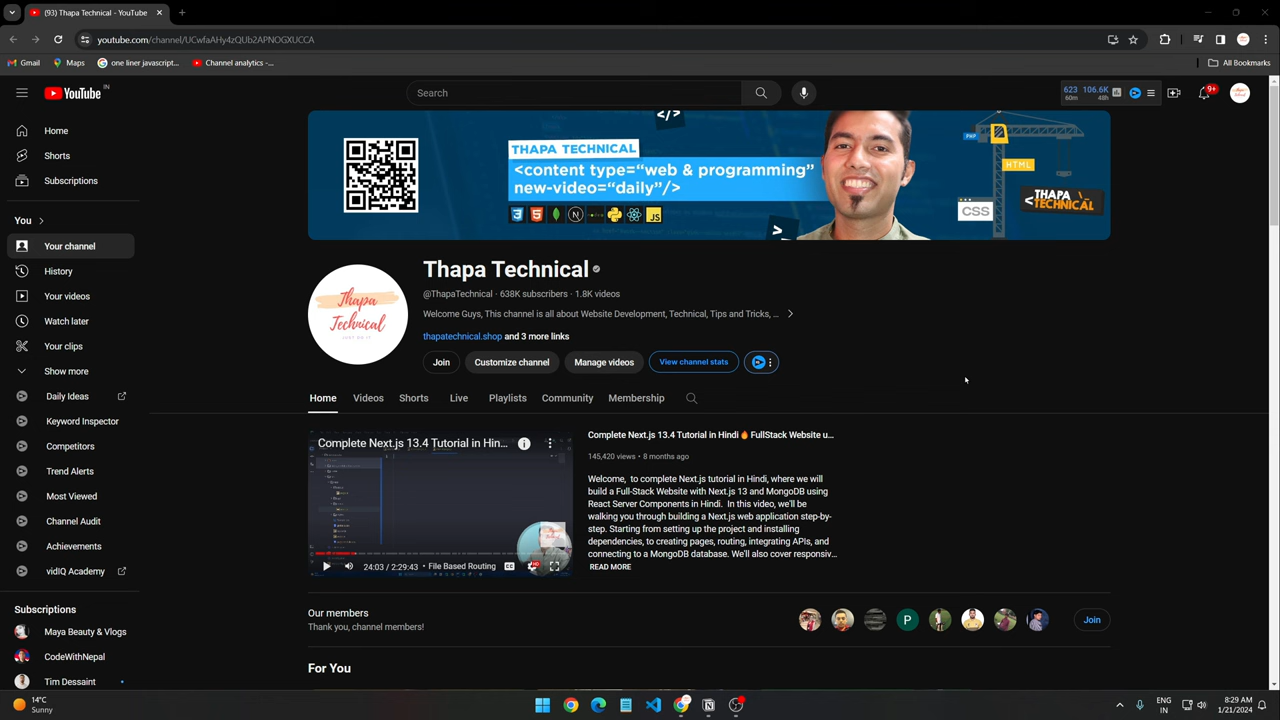 (93) Thapa Technical - YouTube
youtube.com/channel/UCwfaAHy4zQUb2APNOGXUCCA
Gmail
Maps
one liner javascript...
Channel analytics -...
All Bookmarks
YouTube IN
Search
623 106.6K
60m 48h
9+
Home
Shorts
Subscriptions
You
Your channel
History
Your videos
Watch later
Your clips
Show more
Daily Ideas
Keyword Inspector
Competitors
Trend Alerts
Most Viewed
Channel Audit
Achievements
vidIQ Academy
Subscriptions
Maya Beauty & Vlogs
CodeWithNepal
Tim Dessaint
</>
THAPA TECHNICAL
<content type="web & programming"
new-video="daily"/>
JS
>
PHP
HTML
CSS
THAPA
TECHNICAL
Thapa
Technical
JUST DO IT
Thapa Technical
@ThapaTechnical · 638K subscribers · 1.8K videos
Welcome Guys, This channel is all about Website Development, Technical, Tips and Tricks, ...
thapatechnical.shop and 3 more links
Join
Customize channel
Manage videos
View channel stats
Home
Videos
Shorts
Live
Playlists
Community
Membership
Complete Next.js 13.4 Tutorial in Hin...
24:03 / 2:29:43 • File Based Routing
HD
Complete Next.js 13.4 Tutorial in Hindi🔥 FullStack Website u...
145,420 views • 8 months ago
Welcome, to complete Next.js tutorial in Hindi, where we will
build a Full-Stack Website with Next.js 13 and MongoDB using
React Server Components in Hindi. In this video, we'll be
walking you through building a Next.js web application step-by-
step. Starting from setting up the project and installing
dependencies, to creating pages, routing, integrating APIs, and
connecting to a MongoDB database. We'll also cover responsiv...
READ MORE
Our members
Thank you, channel members!
P
Join
For You
14°C
Sunny
ENG
IN
8:29 AM
1/21/2024